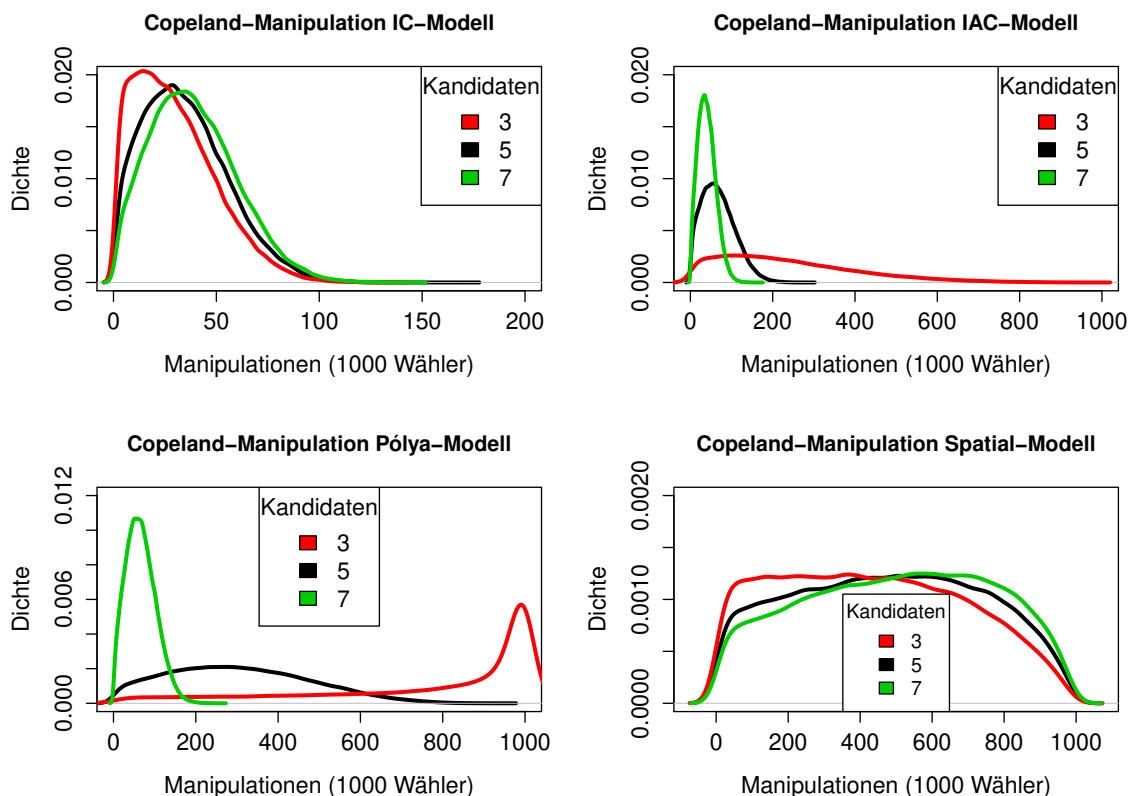 Copeland−Manipulation IC−Modell
Dichte
0.000
0.010
0.020
Kandidaten
3
5
7
0
50
100
150
200
Manipulationen (1000 Wähler)
Copeland−Manipulation IAC−Modell
Dichte
0.000
0.010
0.020
Kandidaten
3
5
7
0
200
400
600
800
1000
Manipulationen (1000 Wähler)
Copeland−Manipulation Pólya−Modell
Dichte
0.000
0.006
0.012
Kandidaten
3
5
7
0
200
400
600
800
1000
Manipulationen (1000 Wähler)
Copeland−Manipulation Spatial−Modell
Dichte
0.0000
0.0010
0.0020
Kandidaten
3
5
7
0
200
400
600
800
1000
Manipulationen (1000 Wähler)